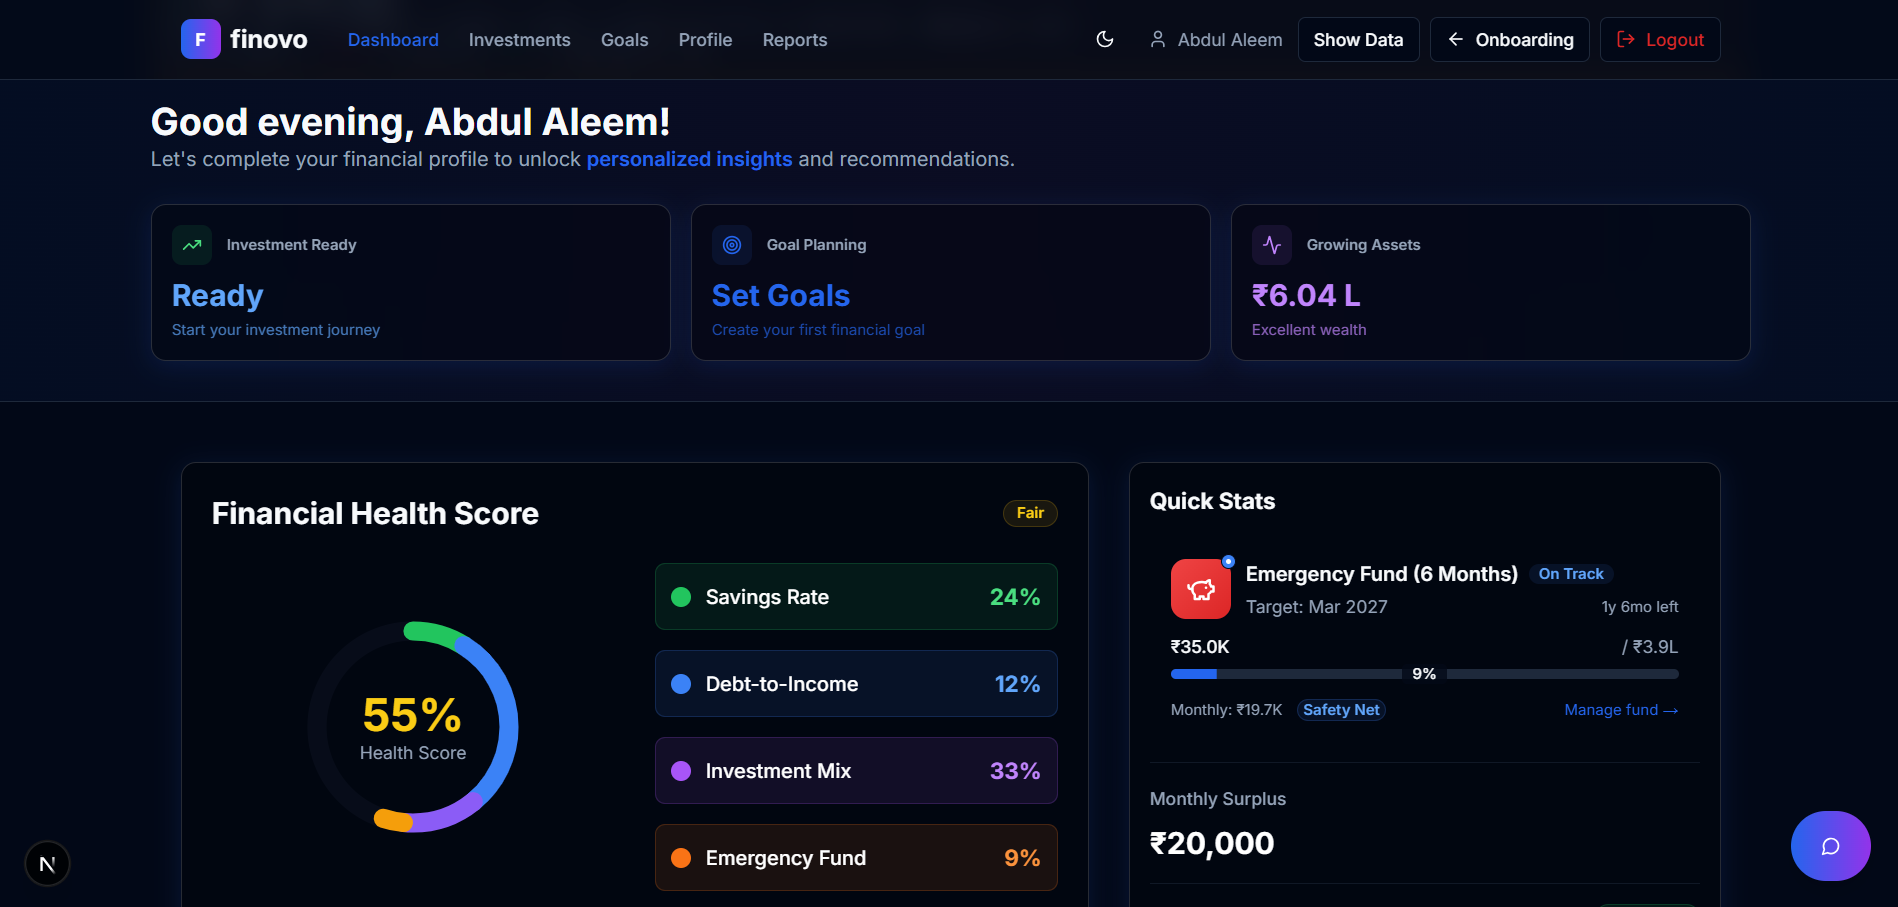 F finovo Dashboard Investments Goals Profile Reports Abdul Aleem Show Data Onboarding Logout
Good evening, Abdul Aleem!
Let's complete your financial profile to unlock personalized insights and recommendations.
Investment Ready
Ready
Start your investment journey
Goal Planning
Set Goals
Create your first financial goal
Growing Assets
₹6.04 L
Excellent wealth
Financial Health Score
Fair
55%
Health Score
Savings Rate 24%
Debt-to-Income 12%
Investment Mix 33%
Emergency Fund 9%
Quick Stats
Emergency Fund (6 Months) On Track
Target: Mar 2027 1y 6mo left
₹35.0K / ₹3.9L
9%
Monthly: ₹19.7K Safety Net Manage fund →
Monthly Surplus
₹20,000
N